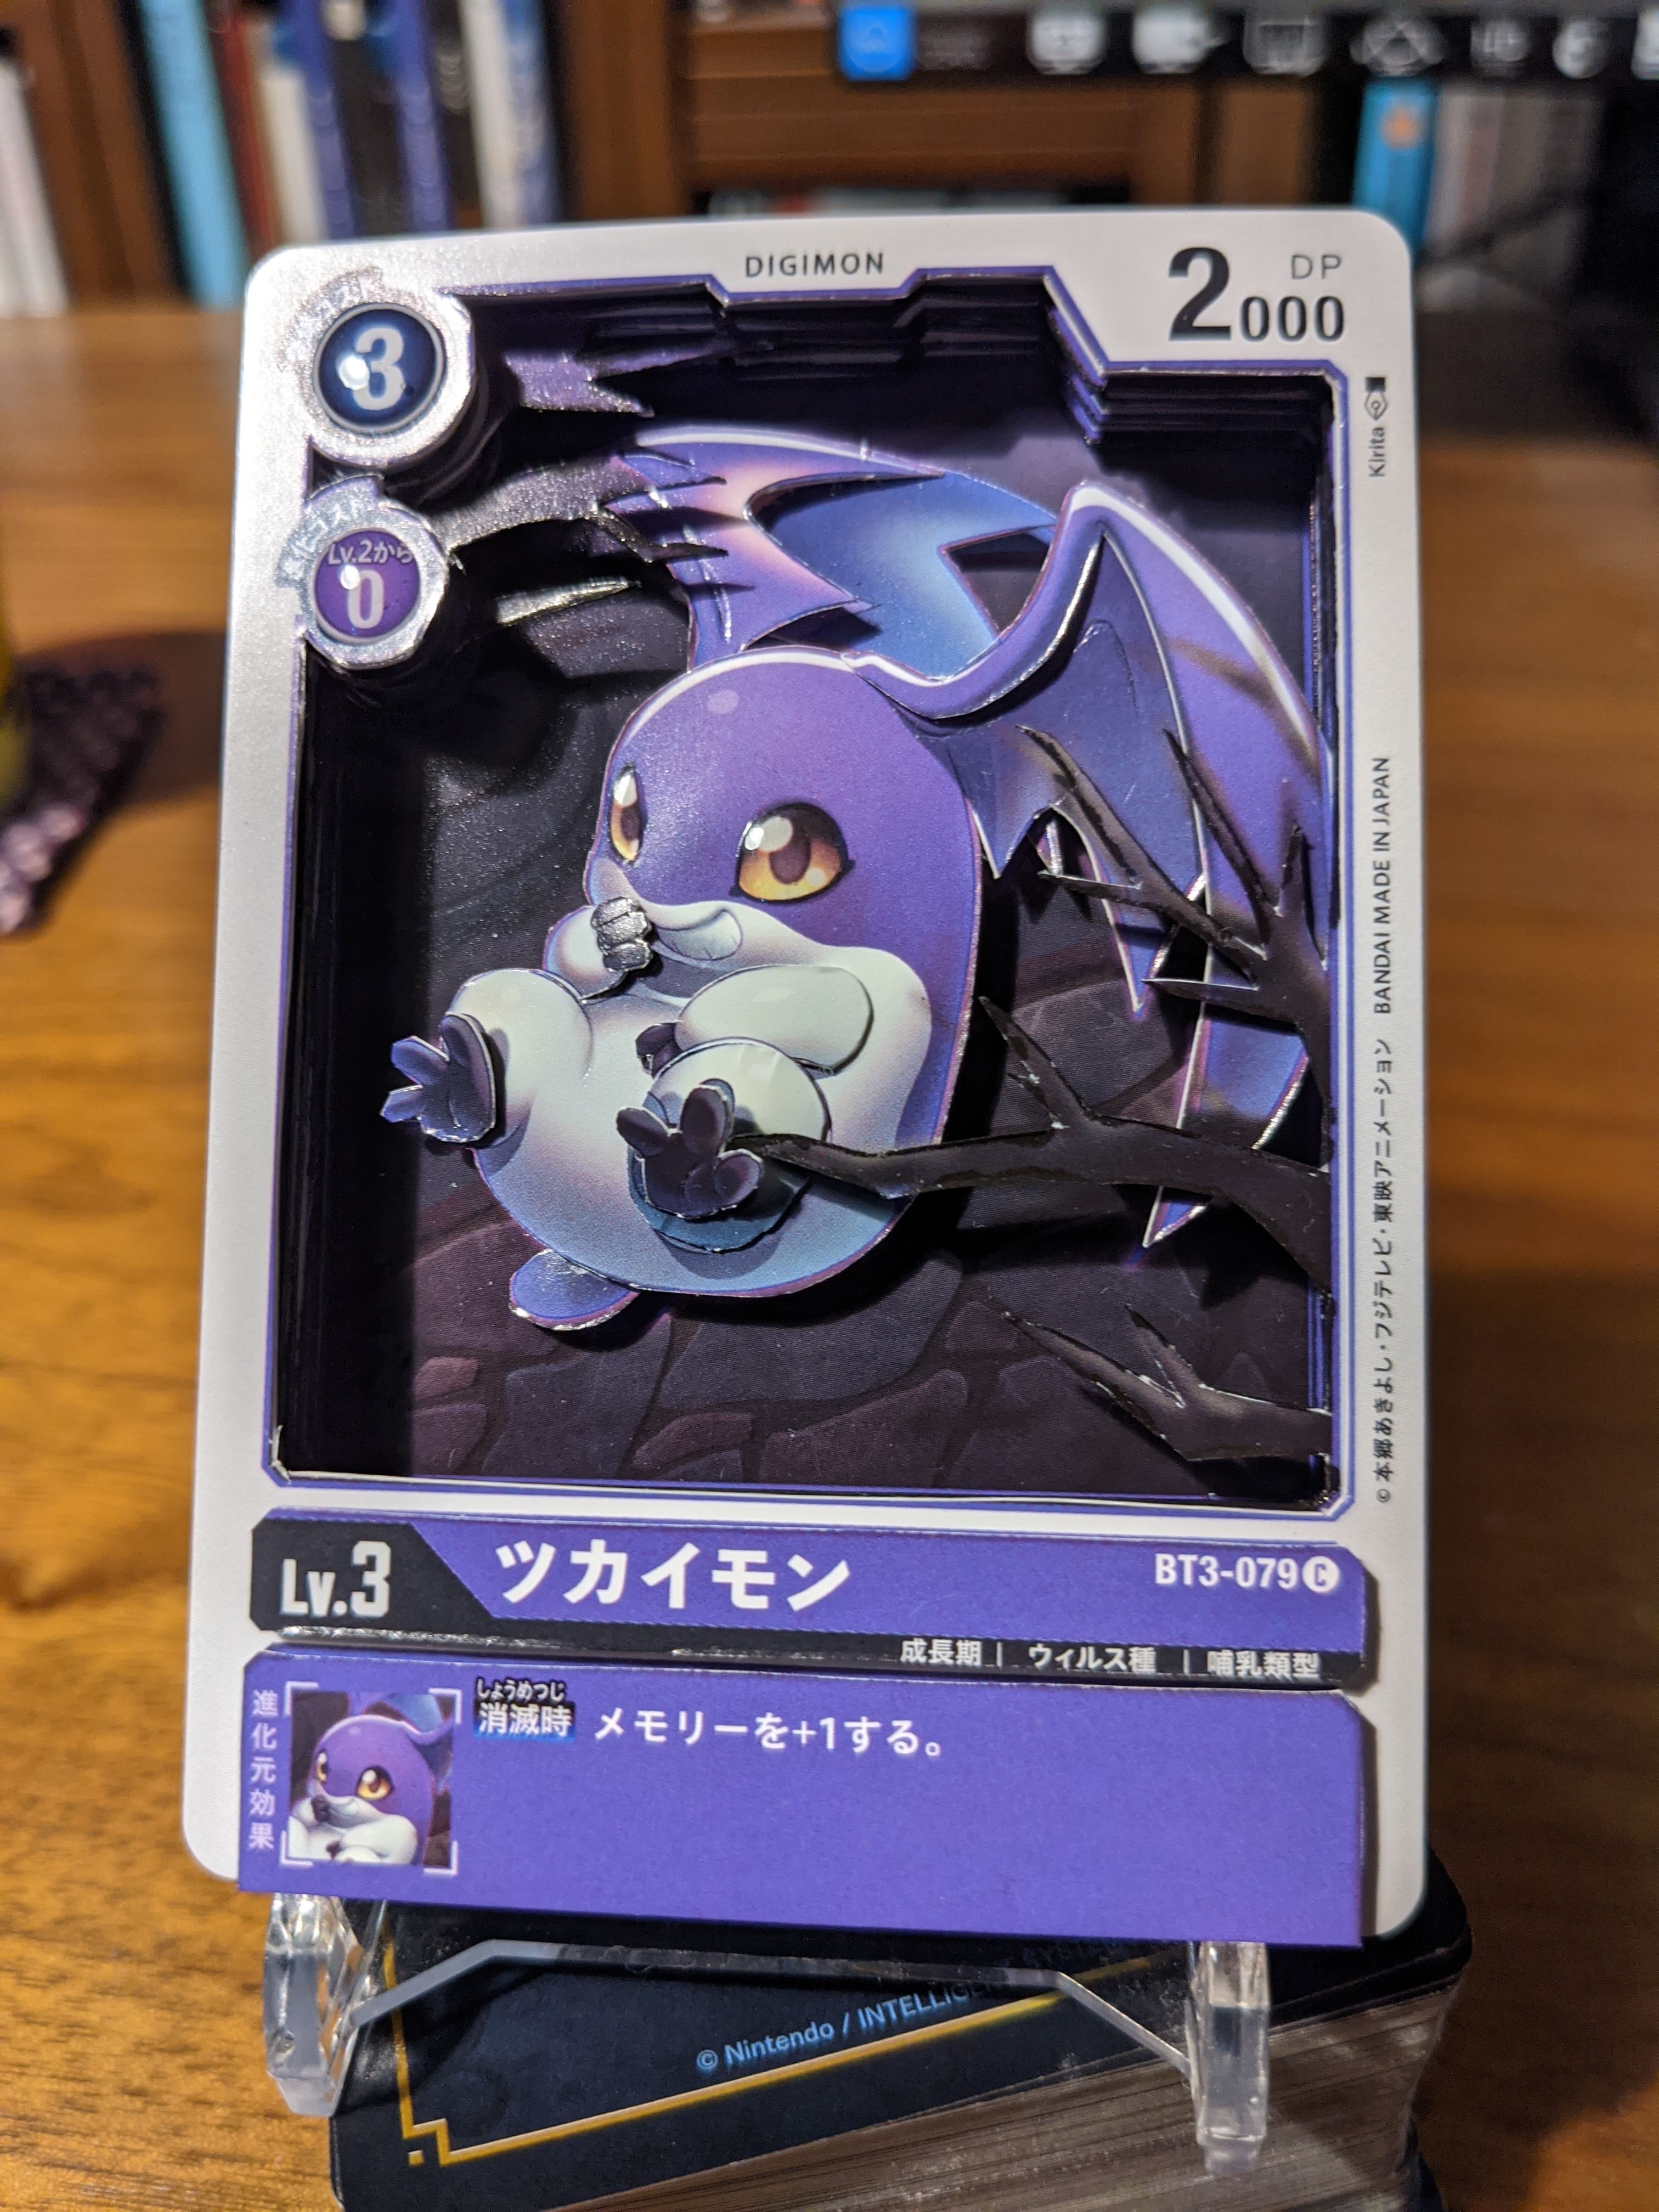 DIGIMON
DP
2000
3
Lv.2から
0
Kirita
BANDAI MADE IN JAPAN
©本郷あきよし・フジテレビ・東映アニメーション
Lv.3
ツカイモン
BT3-079 C
成長期 | ウィルス種 | 哺乳類型
進化元効果
しょうめつじ
消滅時 メモリーを+1する。
© Nintendo / INTELLIGENT